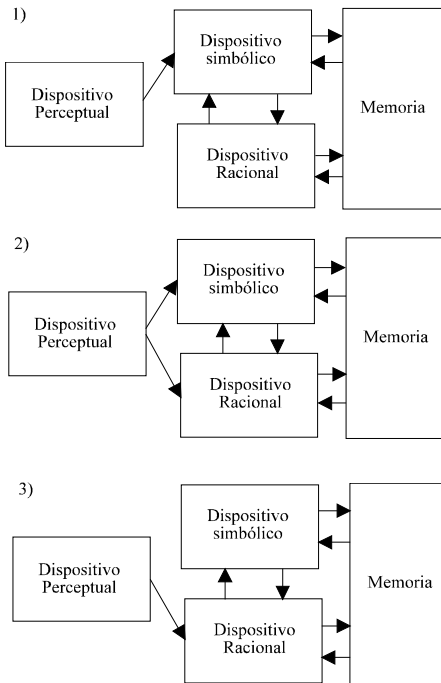 1)
Dispositivo
simbólico
Dispositivo
Perceptual
Memoria
Dispositivo
Racional
2)
Dispositivo
simbólico
Dispositivo
Perceptual
Memoria
Dispositivo
Racional
3)
Dispositivo
simbólico
Dispositivo
Perceptual
Memoria
Dispositivo
Racional